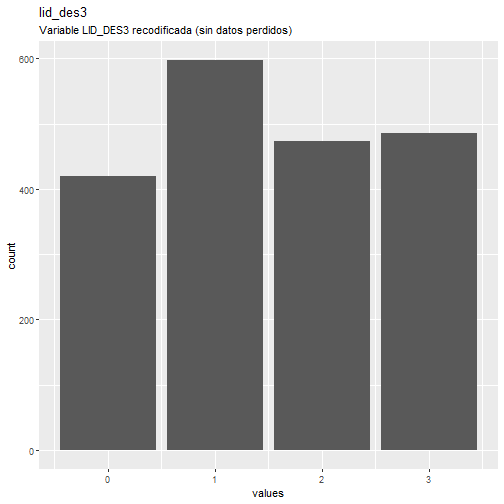 lid_des3
Variable LID_DES3 recodificada (sin datos perdidos)
600
400
200
0
count
0 1 2 3
values